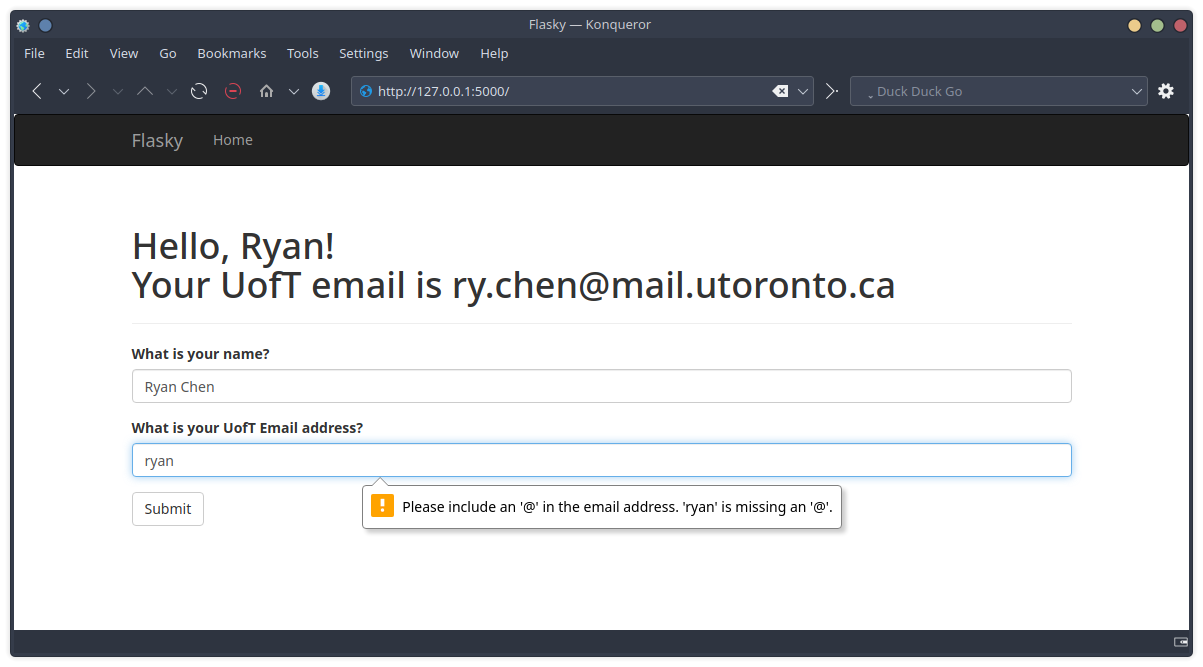 Flasky — Konqueror
File Edit View Go Bookmarks Tools Settings Window Help
http://127.0.0.1:5000/ Duck Duck Go
Flasky Home
Hello, Ryan!
Your UofT email is ry.chen@mail.utoronto.ca
What is your name?
Ryan Chen
What is your UofT Email address?
ryan
Submit
Please include an '@' in the email address. 'ryan' is missing an '@'.